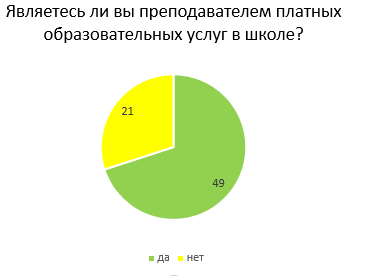 Являетесь ли вы преподавателем платных
образовательных услуг в школе?
21
49
да нет